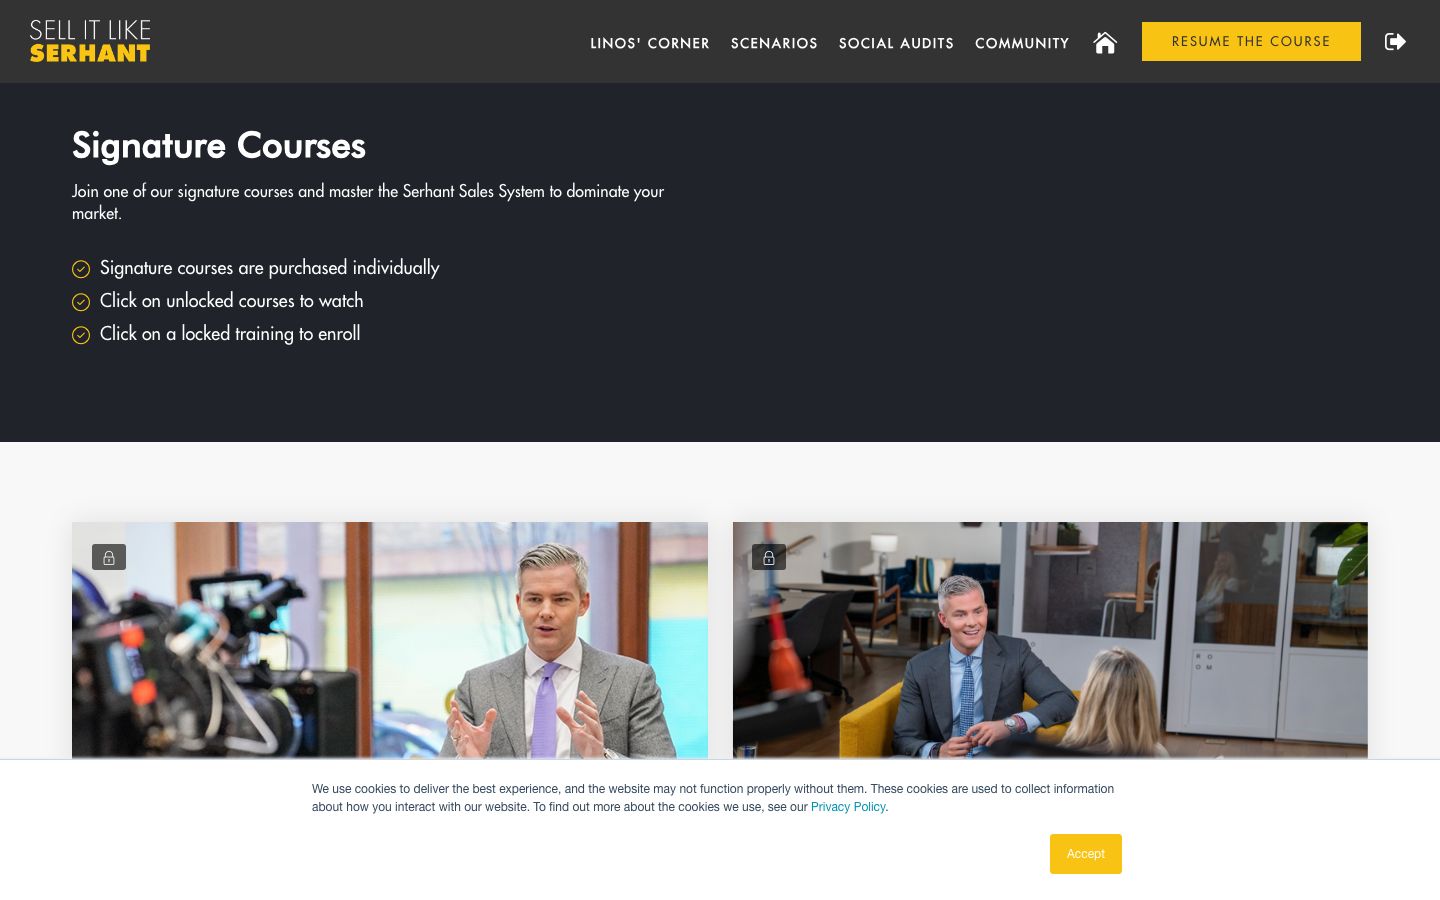 SELL IT LIKE
SERHANT
LINOS' CORNER
SCENARIOS
SOCIAL AUDITS
COMMUNITY
RESUME THE COURSE
Signature Courses
Join one of our signature courses and master the Serhant Sales System to dominate your
market.
Signature courses are purchased individually
Click on unlocked courses to watch
Click on a locked training to enroll
R O
O M
We use cookies to deliver the best experience, and the website may not function properly without them. These cookies are used to collect information
about how you interact with our website. To find out more about the cookies we use, see our Privacy Policy.
Accept